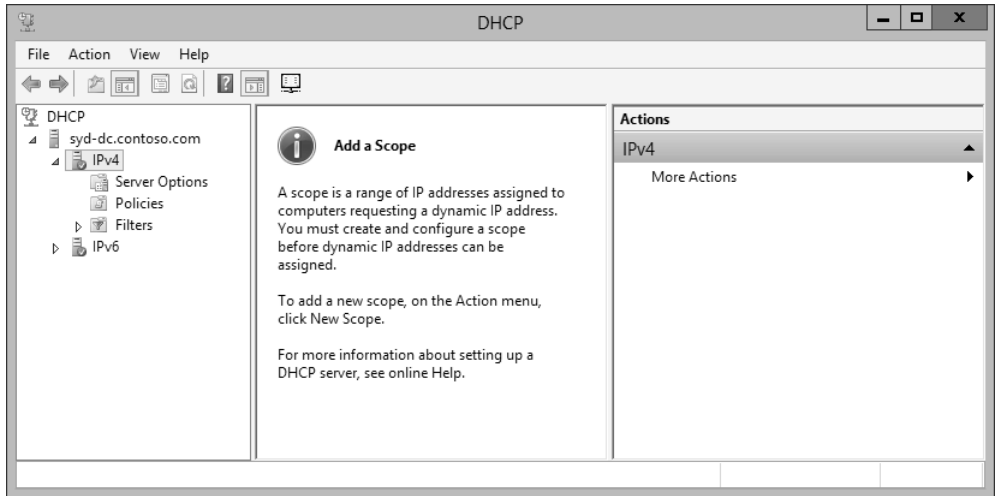 DHCP
File Action View Help
DHCP
syd-dc.contoso.com
IPv4
Server Options
Policies
Filters
IPv6
Add a Scope
A scope is a range of IP addresses assigned to
computers requesting a dynamic IP address.
You must create and configure a scope
before dynamic IP addresses can be
assigned.
To add a new scope, on the Action menu,
click New Scope.
For more information about setting up a
DHCP server, see online Help.
Actions
IPv4
More Actions